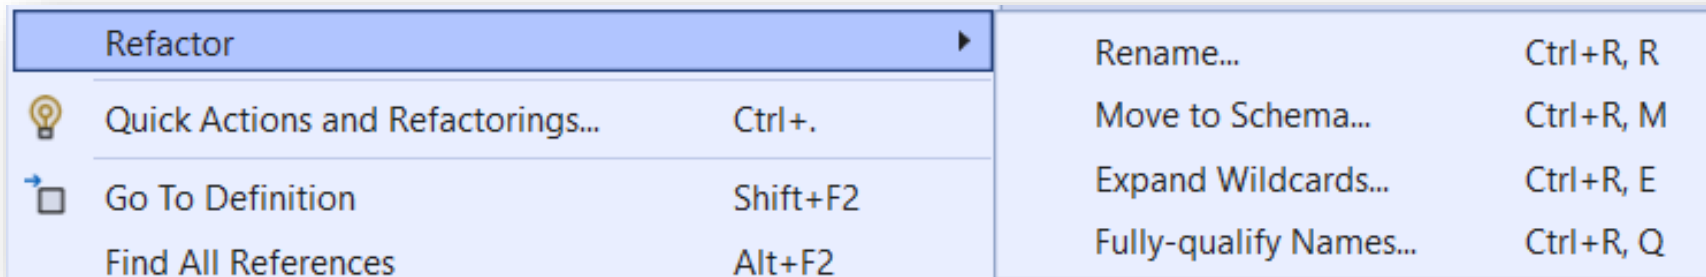 Refactor
Quick Actions and Refactorings... Ctrl+.
Go To Definition Shift+F2
Find All References Alt+F2
Rename... Ctrl+R, R
Move to Schema... Ctrl+R, M
Expand Wildcards... Ctrl+R, E
Fully-qualify Names... Ctrl+R, Q